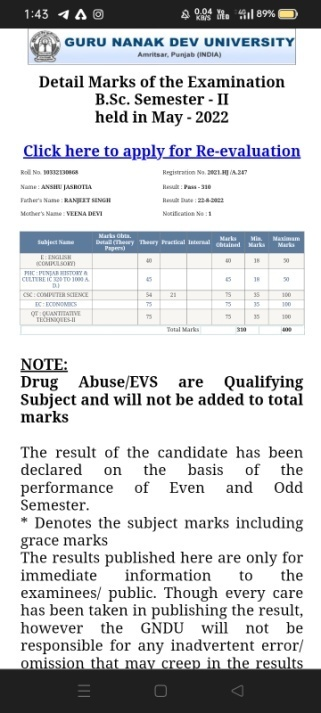 1:43
0.04 KB/S
89%
GURU NANAK DEV UNIVERSITY
Amritsar, Punjab (INDIA)
Detail Marks of the Examination
B.Sc. Semester - II
held in May - 2022
Click here to apply for Re-evaluation
Roll No. 10332130668 Registration No. 2021.HJ/A.247
Name : ANSHU JASROTIA Result : Pass - 310
Father's Name : RANJEET SINGH Result Date : 22-8-2022
Mother's Name : VEENA DEVI Notification No : 1
Subject Name Marks Obtn. Detail (Theory Papers) Theory Practical Internal Marks Obtained Min. Marks Maximum Marks
E : ENGLISH (COMPULSORY) 40 40 18 50
PHC : PUNJAB HISTORY & CULTURE (C 320 TO 1000 A. D.) 45 45 18 50
CSC : COMPUTER SCIENCE 54 21 75 35 100
EC : ECONOMICS 75 75 35 100
QT : QUANTITATIVE TECHNIQUES-II 75 75 35 100
Total Marks 310 400
NOTE:
Drug Abuse/EVS are Qualifying
Subject and will not be added to total
marks
The result of the candidate has been
declared on the basis of the
performance of Even and Odd
Semester.
* Denotes the subject marks including
grace marks
The results published here are only for
immediate information to the
examinees/ public. Though every care
has been taken in publishing the result,
however the GNDU will not be
responsible for any inadvertent error/
omission that may creep in the results